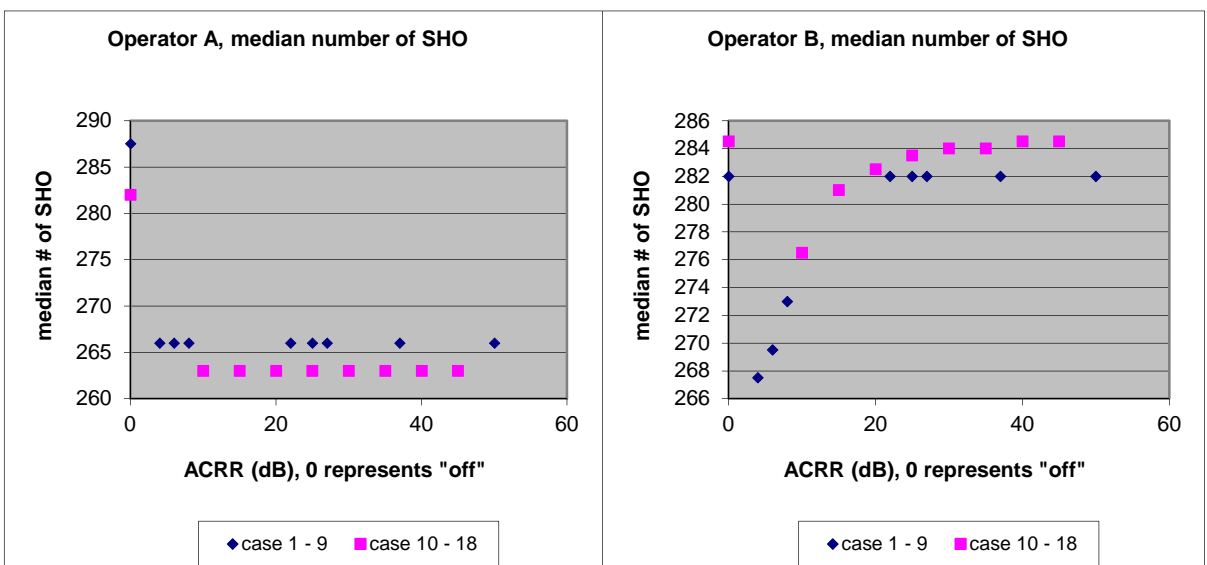 Operator A, median number of SHO
median # of SHO
290
285
280
275
270
265
260
0
20
40
60
ACRR (dB), 0 represents "off"
case 1 - 9
case 10 - 18
Operator B, median number of SHO
median # of SHO
286
284
282
280
278
276
274
272
270
268
266
0
20
40
60
ACRR (dB), 0 represents "off"
case 1 - 9
case 10 - 18